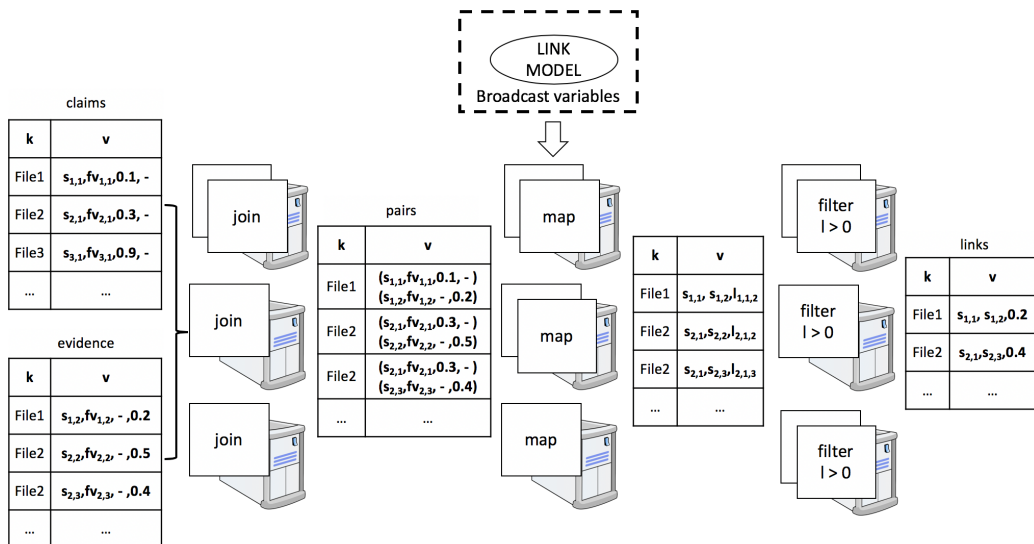 LINK
MODEL
Broadcast variables
claims
k v
File1 s1,1,fv1,1,0.1, -
File2 s2,1,fv2,1,0.3, -
File3 s3,1,fv3,1,0.9, -
... ...
evidence
k v
File1 s1,2,fv1,2, - ,0.2
File2 s2,2,fv2,2, - ,0.5
File2 s2,3,fv2,3, - ,0.4
... ...
join
join
join
pairs
k v
File1 (s1,1,fv1,1,0.1, - )
(s1,2,fv1,2, - ,0.2)
File2 (s2,1,fv2,1,0.3, - )
(s2,2,fv2,2, - ,0.5)
File2 (s2,1,fv2,1,0.3, - )
(s2,3,fv2,3, - ,0.4)
... ...
map
map
map
k v
File1 s1,1, s1,2,l1,1,2
File2 s2,1,s2,2,l2,1,2
File2 s2,1,s2,3,l2,1,3
... ...
filter
l > 0
filter
l > 0
filter
l > 0
links
k v
File1 s1,1, s1,2,0.2
File2 s2,1,s2,3,0.4
... ...